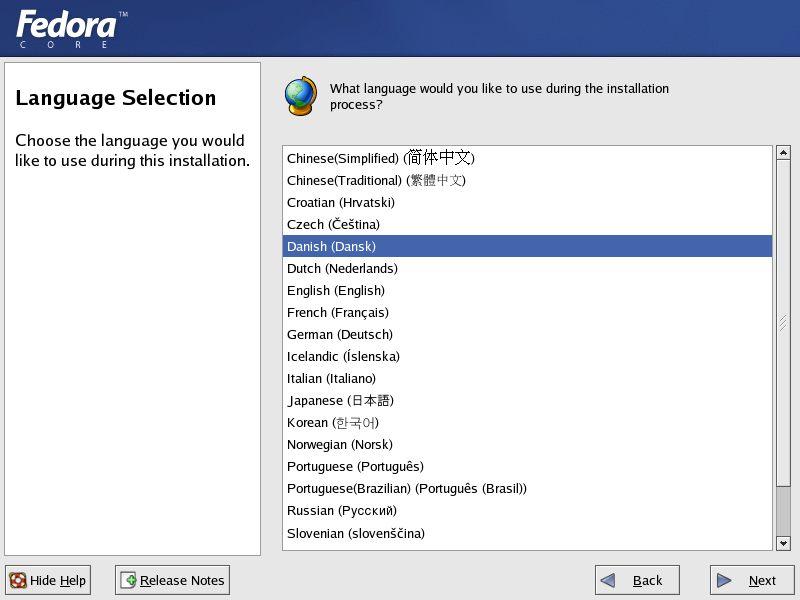 Fedora™
CORE
Language Selection
Choose the language you would
like to use during this installation.
What language would you like to use during the installation
process?
Chinese(Simplified) (简体中文)
Chinese(Traditional) (繁體中文)
Croatian (Hrvatski)
Czech (Čeština)
Danish (Dansk)
Dutch (Nederlands)
English (English)
French (Français)
German (Deutsch)
Icelandic (Íslenska)
Italian (Italiano)
Japanese (日本語)
Korean (한국어)
Norwegian (Norsk)
Portuguese (Português)
Portuguese(Brazilian) (Português (Brasil))
Russian (Русский)
Slovenian (slovenščina)
Hide Help
Release Notes
Back
Next